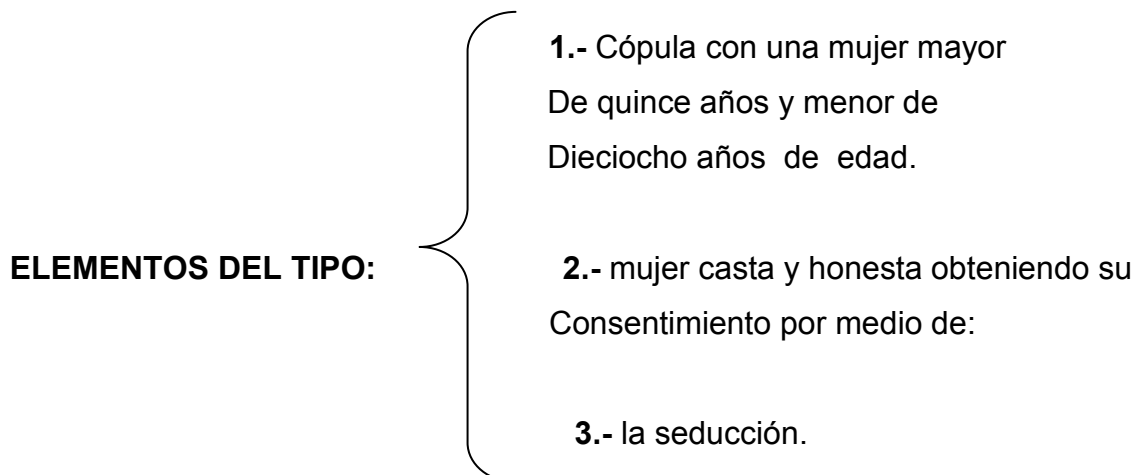 ELEMENTOS DEL TIPO:
1.- Cópula con una mujer mayor
De quince años y menor de
Dieciocho años de edad.
2.- mujer casta y honesta obteniendo su
Consentimiento por medio de:
3.- la seducción.